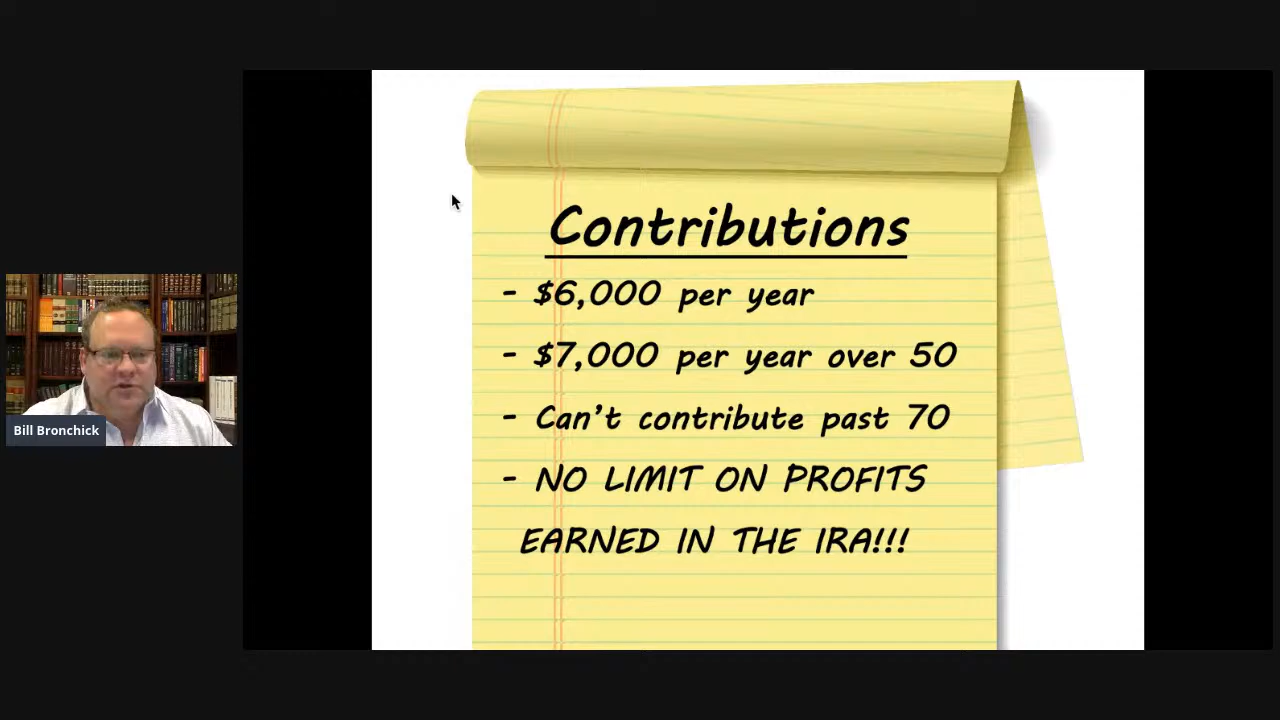 Contributions
- $6,000 per year
- $7,000 per year over 50
- Can't contribute past 70
- NO LIMIT ON PROFITS
EARNED IN THE IRA!!!
Bill Bronchick